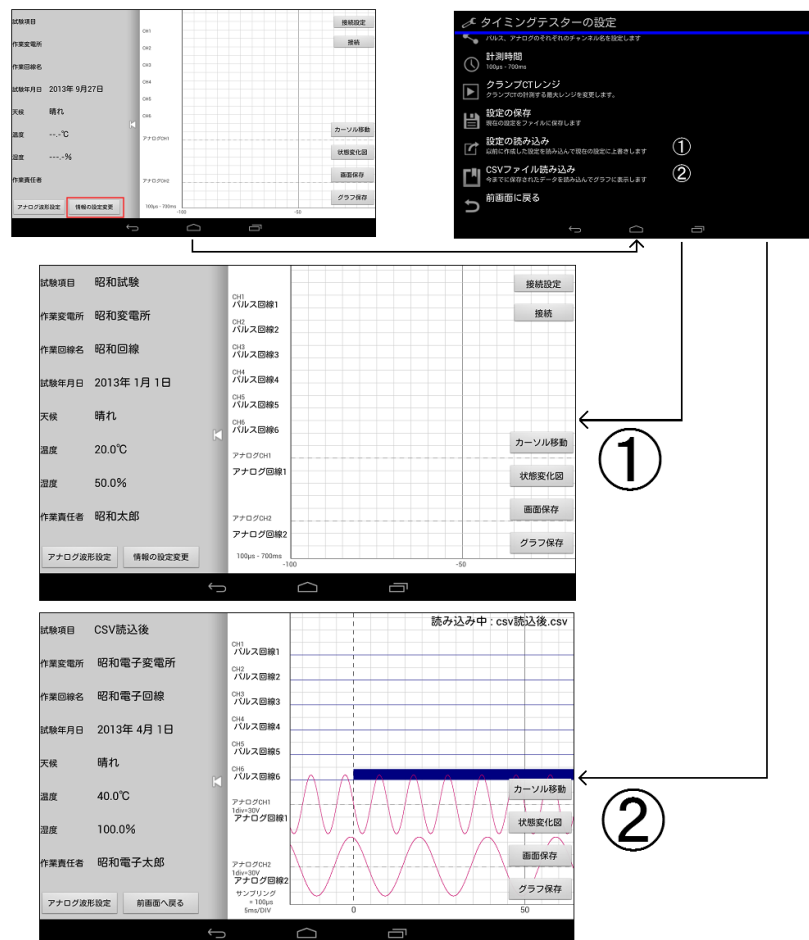 試験項目
作業変電所
作業回線名
試験年月日 2013年 9月27日
天候 晴れ
温度 ---.-℃
湿度 ---.-%
作業責任者
アナログ波形設定 情報の設定変更
CH1
CH2
CH3
CH4
CH5
CH6
アナログCH1
アナログCH2
100μs - 700ms
-100 -50
接続設定
接続
カーソル移動
状態変化図
画面保存
グラフ保存
タイミングテスターの設定
パルス、アナログのそれぞれのチャンネル名を設定します
計測時間
100μs - 700ms
クランプCTレンジ
クランプCTの計測する最大レンジを変更します。
設定の保存
現在の設定をファイルに保存します
設定の読み込み
以前に作成した設定を読み込んで現在の設定に上書きします
①
CSVファイル読み込み
今までに保存されたデータを読み込んでグラフに表示します
②
前画面に戻る
試験項目 昭和試験
作業変電所 昭和変電所
作業回線名 昭和回線
試験年月日 2013年 1月 1日
天候 晴れ
温度 20.0℃
湿度 50.0%
作業責任者 昭和太郎
アナログ波形設定 情報の設定変更
CH1
パルス回線1
CH2
パルス回線2
CH3
パルス回線3
CH4
パルス回線4
CH5
パルス回線5
CH6
パルス回線6
アナログCH1
アナログ回線1
アナログCH2
アナログ回線2
100μs - 700ms
-100 -50
接続設定
接続
カーソル移動
状態変化図
画面保存
グラフ保存
①
試験項目 CSV読込後
作業変電所 昭和電子変電所
作業回線名 昭和電子回線
試験年月日 2013年 4月 1日
天候 晴れ
温度 40.0℃
湿度 100.0%
作業責任者 昭和電子太郎
アナログ波形設定 前画面へ戻る
読み込み中 : csv読込後.csv
CH1
パルス回線1
CH2
パルス回線2
CH3
パルス回線3
CH4
パルス回線4
CH5
パルス回線5
CH6
パルス回線6
アナログCH1
1div=30V
アナログ回線1
アナログCH2
1div=30V
アナログ回線2
サンプリング
= 100μs
5ms/DIV
0 50
カーソル移動
状態変化図
画面保存
グラフ保存
②